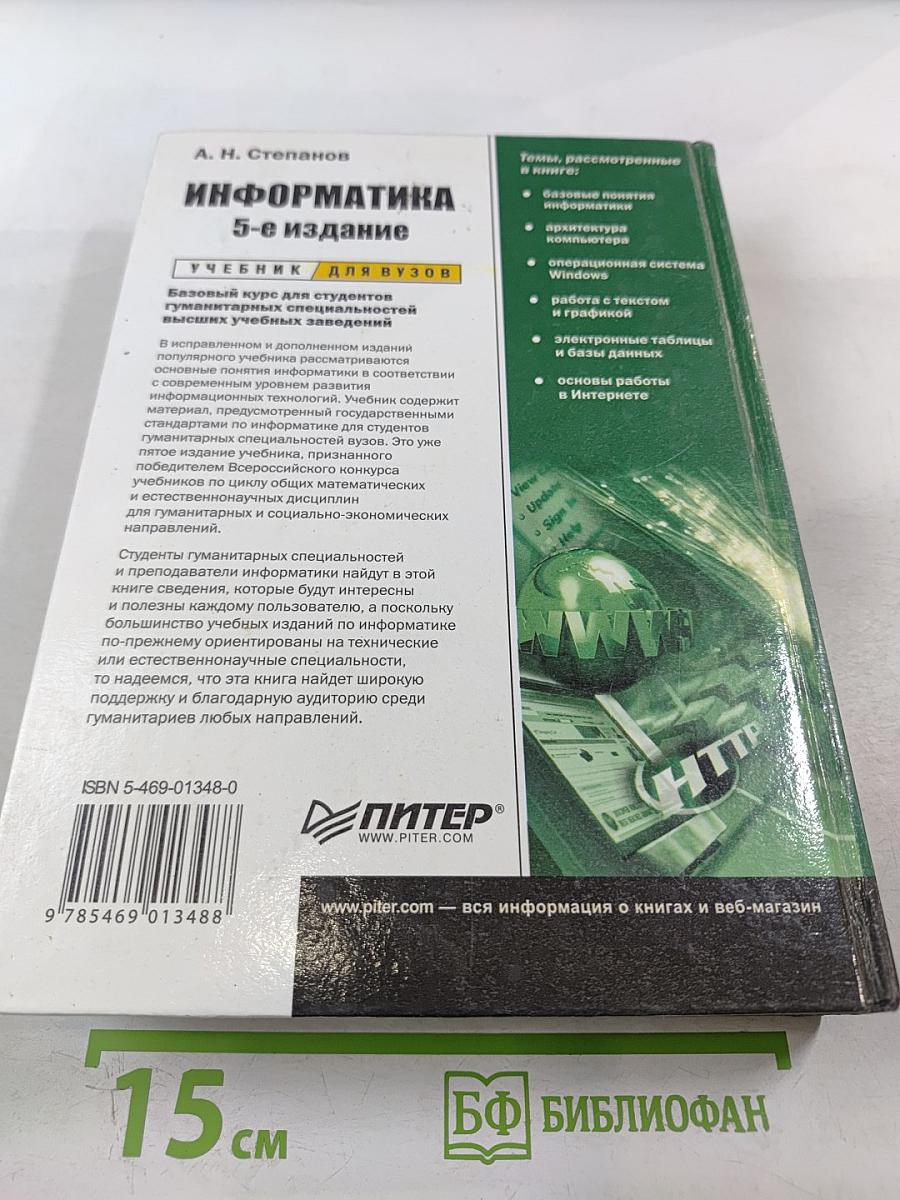 А. Н. Степанов
ИНФОРМАТИКА
5-е издание
УЧЕБНИК ДЛЯ ВУЗОВ
Базовый курс для студентов
гуманитарных специальностей
высших учебных заведений
В исправленном и дополненном изданий
популярного учебника рассматриваются
основные понятия информатики в соответствии
с современным уровнем развития
информационных технологий. Учебник содержит
материал, предусмотренный государственными
стандартами по информатике для студентов
гуманитарных специальностей вузов. Это уже
пятое издание учебника, признанного
победителем Всероссийского конкурса
учебников по циклу общих математических
и естественнонаучных дисциплин
для гуманитарных и социально-экономических
направлений.
Студенты гуманитарных специальностей
и преподаватели информатики найдут в этой
книге сведения, которые будут интересны
и полезны каждому пользователю, а поскольку
большинство учебных изданий по информатике
по-прежнему ориентированы на технические
или естественнонаучные специальности,
то надеемся, что эта книга найдет широкую
поддержку и благодарную аудиторию среди
гуманитариев любых направлений.
Темы, рассмотренные
в книге:
• базовые понятия
информатики
• архитектура
компьютера
• операционная система
Windows
• работа с текстом
и графикой
• электронные таблицы
и базы данных
• основы работы
в Интернете
View
Update
Sign
Help
WWW
HTTP
ISBN 5-469-01348-0
9 785469 013488
ПИТЕР®
WWW.PITER.COM
www.piter.com — вся информация о книгах и веб-магазин
15 см
БФ БИБЛИОФАН